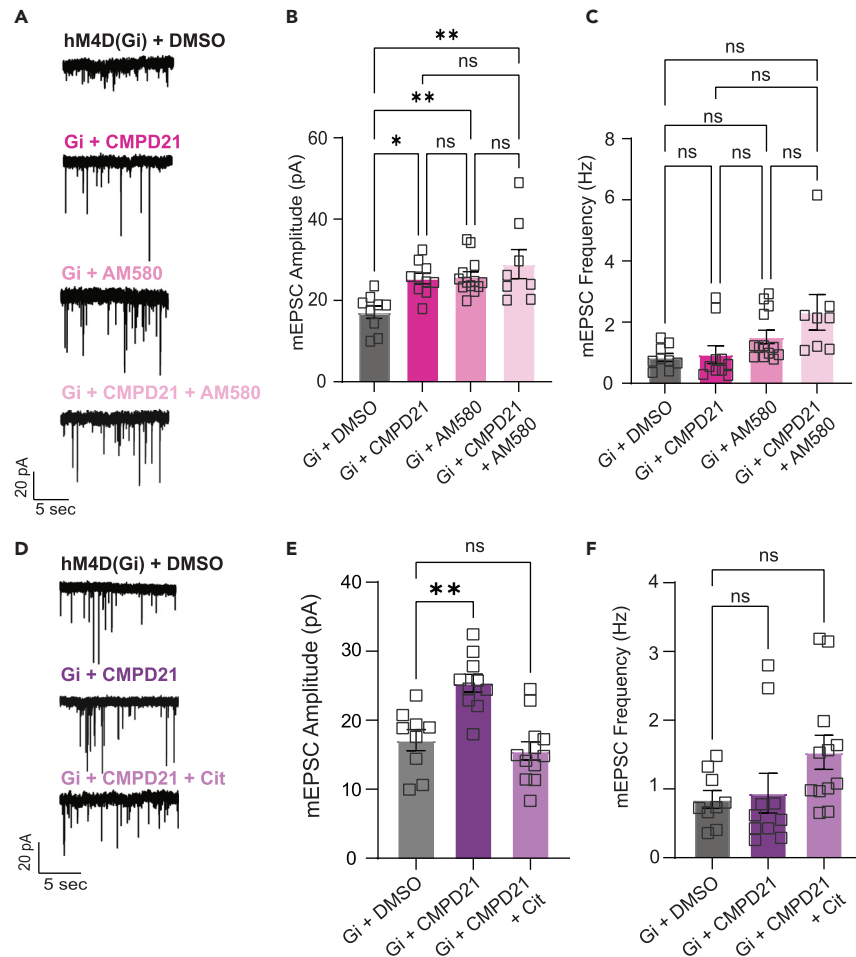 A
hM4D(Gi) + DMSO
Gi + CMPD21
Gi + AM580
Gi + CMPD21 + AM580
20 pA
5 sec
B
**
ns
**
*
ns
ns
60
40
20
0
mEPSC Amplitude (pA)
Gi + DMSO
Gi + CMPD21
Gi + AM580
Gi + CMPD21
+ AM580
C
ns
ns
ns
ns
ns
ns
8
6
4
2
0
mEPSC Frequency (Hz)
Gi + DMSO
Gi + CMPD21
Gi + AM580
Gi + CMPD21
+ AM580
D
hM4D(Gi) + DMSO
Gi + CMPD21
Gi + CMPD21 + Cit
20 pA
5 sec
E
ns
**
40
30
20
10
0
mEPSC Amplitude (pA)
Gi + DMSO
Gi + CMPD21
Gi + CMPD21
+ Cit
F
ns
ns
4
3
2
1
0
mEPSC Frequency (Hz)
Gi + DMSO
Gi + CMPD21
Gi + CMPD21
+ Cit